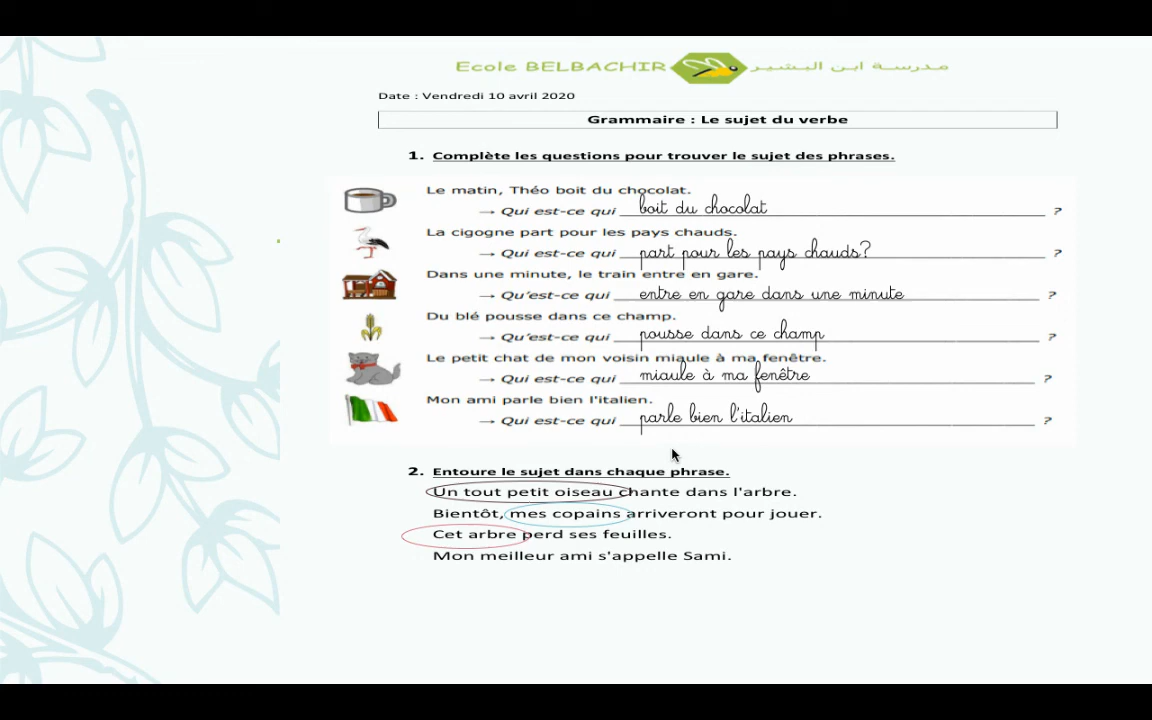 Ecole BELBACHIR مدرسة ابن البشير
Date : Vendredi 10 avril 2020
Grammaire : Le sujet du verbe
1. Complète les questions pour trouver le sujet des phrases.
Le matin, Théo boit du chocolat.
→ Qui est-ce qui boit du chocolat ?
La cigogne part pour les pays chauds.
→ Qui est-ce qui part pour les pays chauds? ?
Dans une minute, le train entre en gare.
→ Qu'est-ce qui entre en gare dans une minute ?
Du blé pousse dans ce champ.
→ Qu'est-ce qui pousse dans ce champ ?
Le petit chat de mon voisin miaule à ma fenêtre.
→ Qui est-ce qui miaule à ma fenêtre ?
Mon ami parle bien l'italien.
→ Qui est-ce qui parle bien l'italien ?
2. Entoure le sujet dans chaque phrase.
Un tout petit oiseau chante dans l'arbre.
Bientôt, mes copains arriveront pour jouer.
Cet arbre perd ses feuilles.
Mon meilleur ami s'appelle Sami.